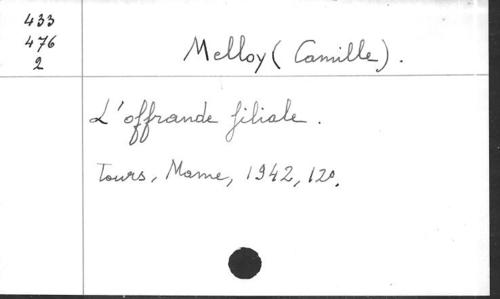 433
476
2
Melloy (Camille).
L'offrande filiale.
Tours, Mame, 1942, 12º.